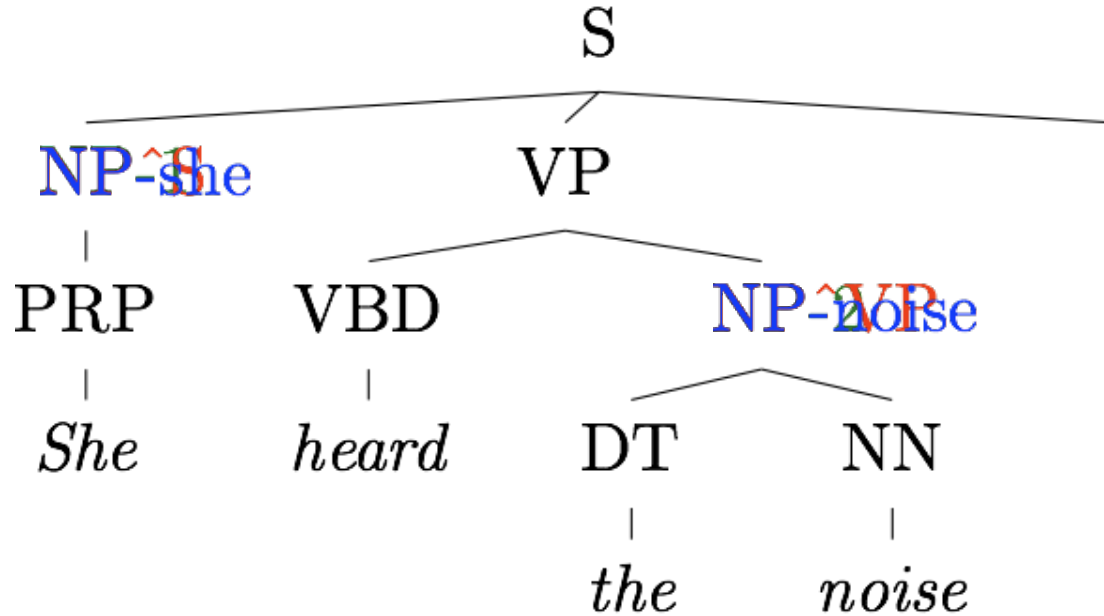 S
NP-she VP
PRP VBD NP-noise
She heard DT NN
the noise